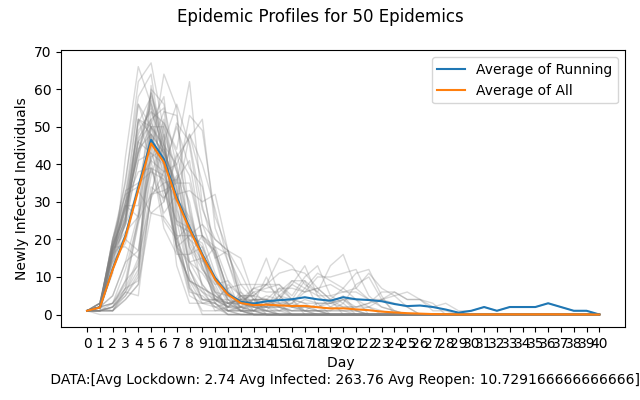 Epidemic Profiles for 50 Epidemics
Average of Running
Average of All
Newly Infected Individuals
70
60
50
40
30
20
10
0
0 1 2 3 4 5 6 7 8 9 10 11 12 13 14 15 16 17 18 19 20 21 22 23 24 25 26 27 28 29 30 31 32 33 34 35 36 37 38 39 40
Day
DATA:[Avg Lockdown: 2.74 Avg Infected: 263.76 Avg Reopen: 10.729166666666666]